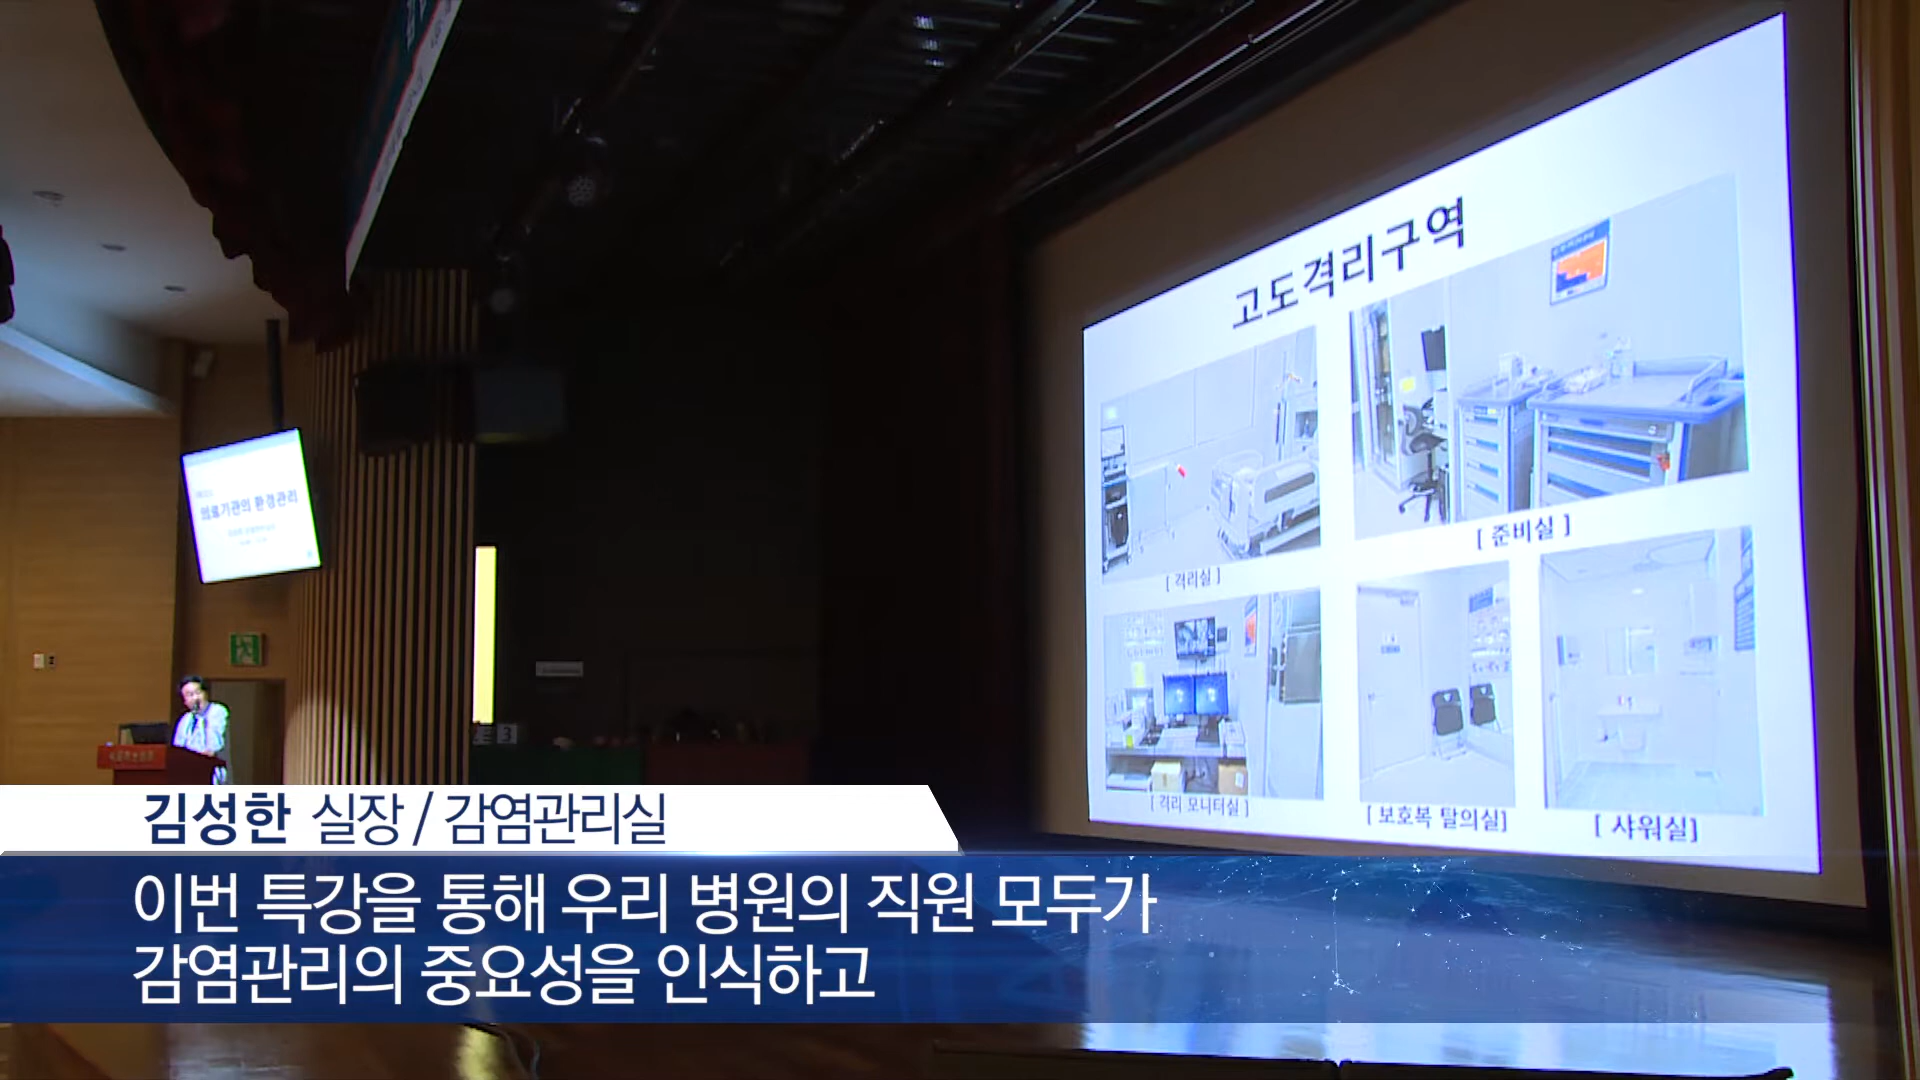 고도격리구역
[ 격리실 ]
[ 준비실 ]
[ 격리 모니터실 ]
[ 보호복 탈의실]
[ 샤워실]
의료기관의 환경관리
김성한 실장 / 감염관리실
이번 특강을 통해 우리 병원의 직원 모두가
감염관리의 중요성을 인식하고